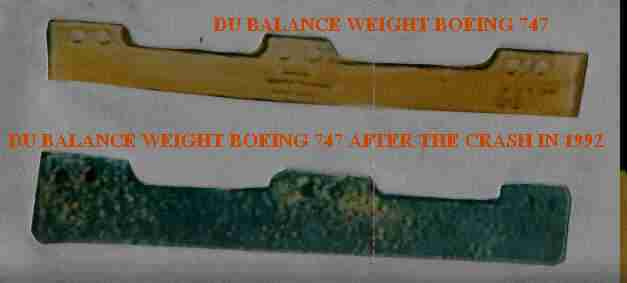 DU BALANCE WEIGHT BOEING 747
DU BALANCE WEIGHT BOEING 747 AFTER THE CRASH IN 1992